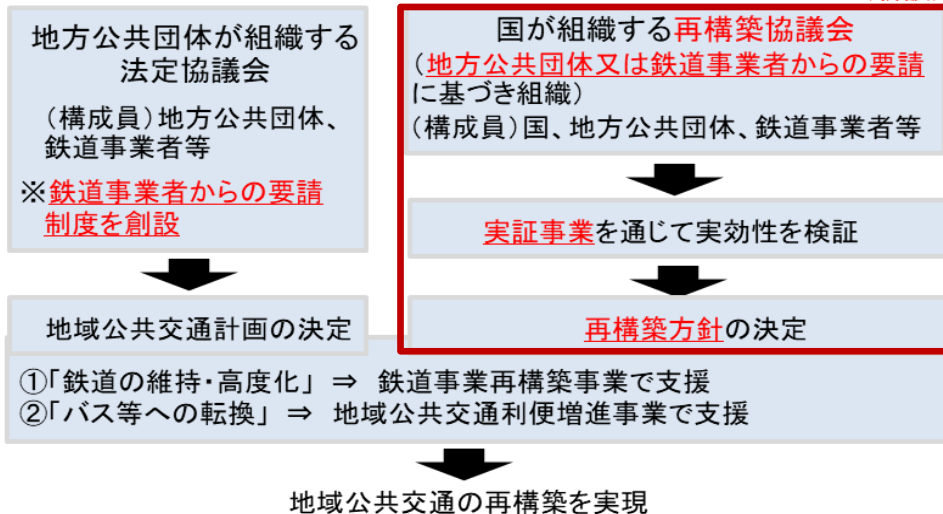 地方公共団体が組織する
法定協議会
(構成員)地方公共団体、
鉄道事業者等
※鉄道事業者からの要請
制度を創設
国が組織する再構築協議会
(地方公共団体又は鉄道事業者からの要請
に基づき組織)
(構成員)国、地方公共団体、鉄道事業者等
実証事業を通じて実効性を検証
地域公共交通計画の決定
再構築方針の決定
①「鉄道の維持・高度化」 ⇒ 鉄道事業再構築事業で支援
②「バス等への転換」 ⇒ 地域公共交通利便増進事業で支援
地域公共交通の再構築を実現